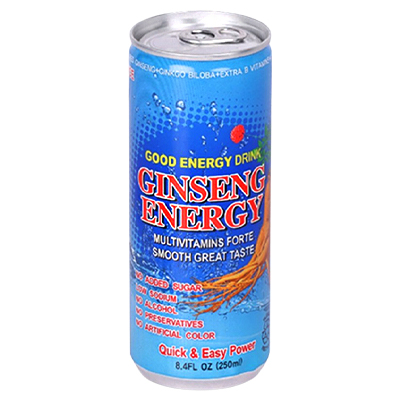 GINSENG+GINKGO BILOBA+EXTRA B VITAMINS
GOOD ENERGY DRINK
GINSENG
ENERGY
MULTIVITAMINS FORTE
SMOOTH GREAT TASTE
NO ADDED SUGAR
LOW SODIUM
NO ALCOHOL
NO PRESERVATIVES
NO ARTIFICIAL COLOR
Quick & Easy Power
8.4FL OZ (250ml)